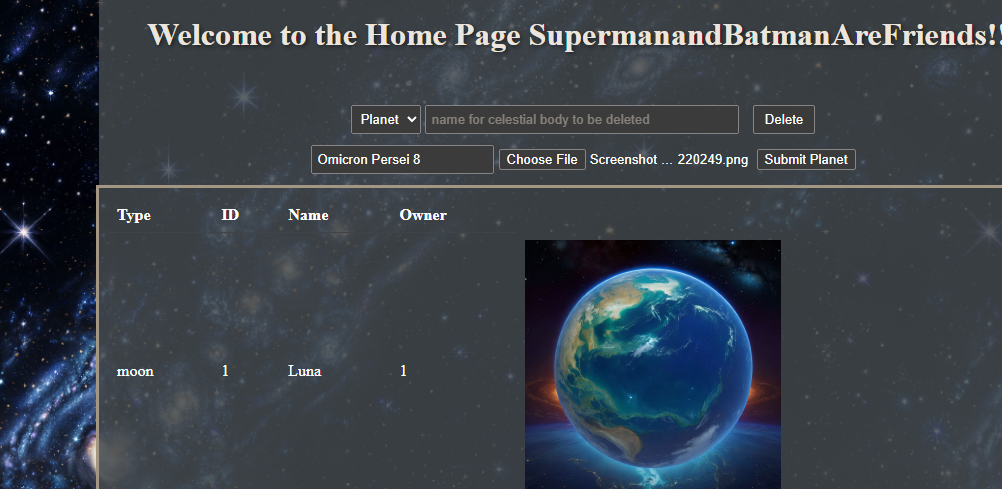 Welcome to the Home Page SupermanandBatmanAreFriends!!
Planet name for celestial body to be deleted Delete
Omicron Persei 8 Choose File Screenshot ... 220249.png Submit Planet
Type ID Name Owner
moon 1 Luna 1